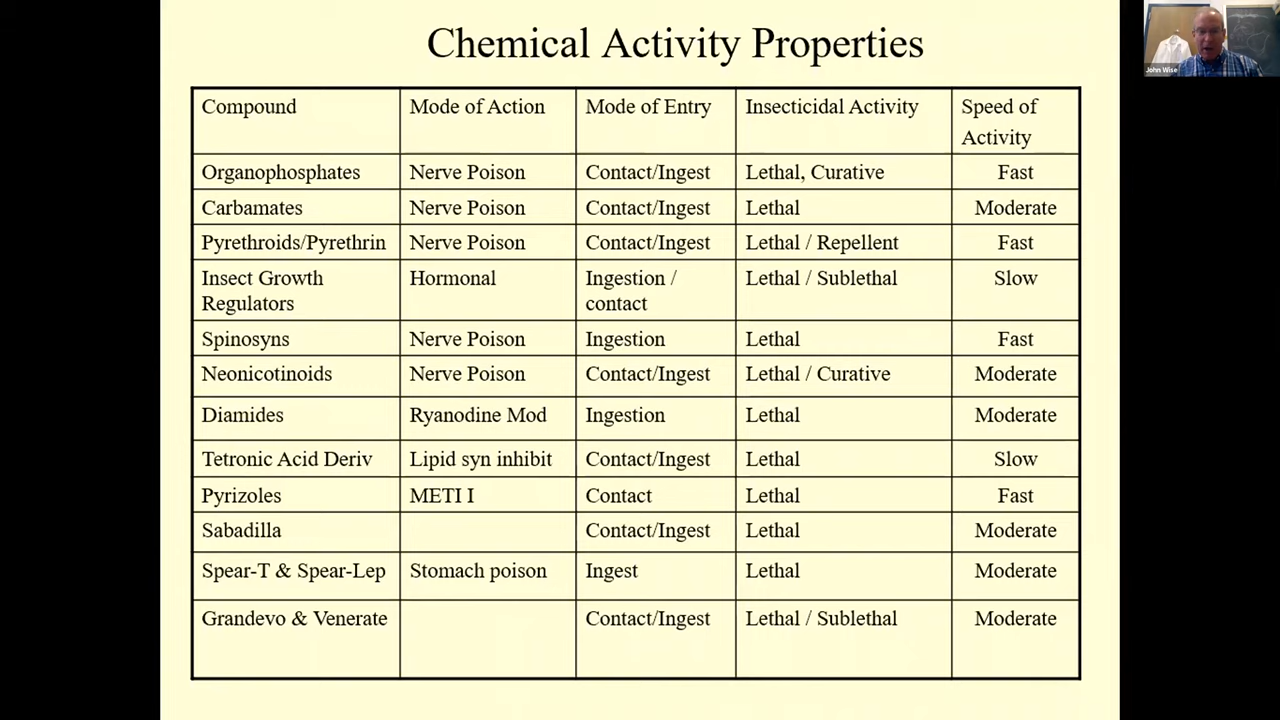 Chemical Activity Properties
Compound Mode of Action Mode of Entry Insecticidal Activity Speed of
Activity
Organophosphates Nerve Poison Contact/Ingest Lethal, Curative Fast
Carbamates Nerve Poison Contact/Ingest Lethal Moderate
Pyrethroids/Pyrethrin Nerve Poison Contact/Ingest Lethal / Repellent Fast
Insect Growth Hormonal Ingestion / Lethal / Sublethal Slow
Regulators contact
Spinosyns Nerve Poison Ingestion Lethal Fast
Neonicotinoids Nerve Poison Contact/Ingest Lethal / Curative Moderate
Diamides Ryanodine Mod Ingestion Lethal Moderate
Tetronic Acid Deriv Lipid syn inhibit Contact/Ingest Lethal Slow
Pyrizoles METI I Contact Lethal Fast
Sabadilla Contact/Ingest Lethal Moderate
Spear-T & Spear-Lep Stomach poison Ingest Lethal Moderate
Grandevo & Venerate Contact/Ingest Lethal / Sublethal Moderate
John Wise